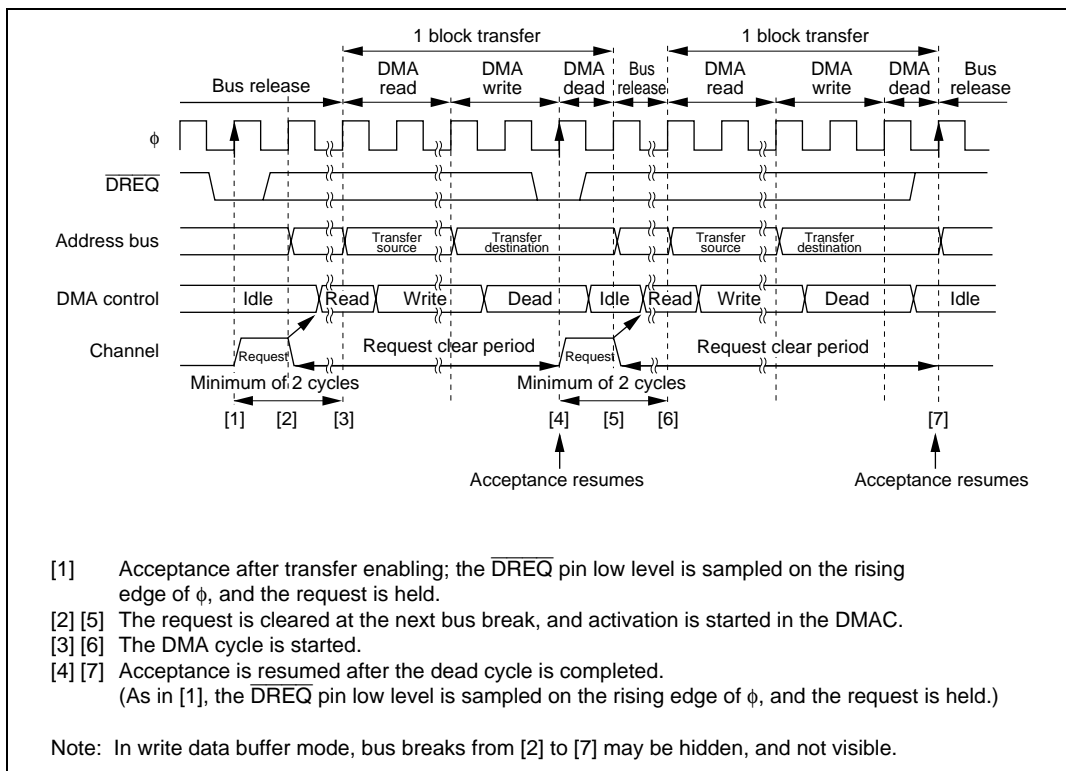 1 block transfer 1 block transfer
Bus release DMA read DMA write DMA dead Bus release DMA read DMA write DMA dead Bus release
φ
DREQ
Address bus Transfer source Transfer destination Transfer source Transfer destination
DMA control Idle Read Write Dead Idle Read Write Dead Idle
Channel Request Request clear period Request Request clear period
Minimum of 2 cycles Minimum of 2 cycles
[1] [2] [3] [4] [5] [6] [7]
Acceptance resumes Acceptance resumes
[1] Acceptance after transfer enabling; the DREQ pin low level is sampled on the rising
edge of φ, and the request is held.
[2] [5] The request is cleared at the next bus break, and activation is started in the DMAC.
[3] [6] The DMA cycle is started.
[4] [7] Acceptance is resumed after the dead cycle is completed.
(As in [1], the DREQ pin low level is sampled on the rising edge of φ, and the request is held.)
Note: In write data buffer mode, bus breaks from [2] to [7] may be hidden, and not visible.